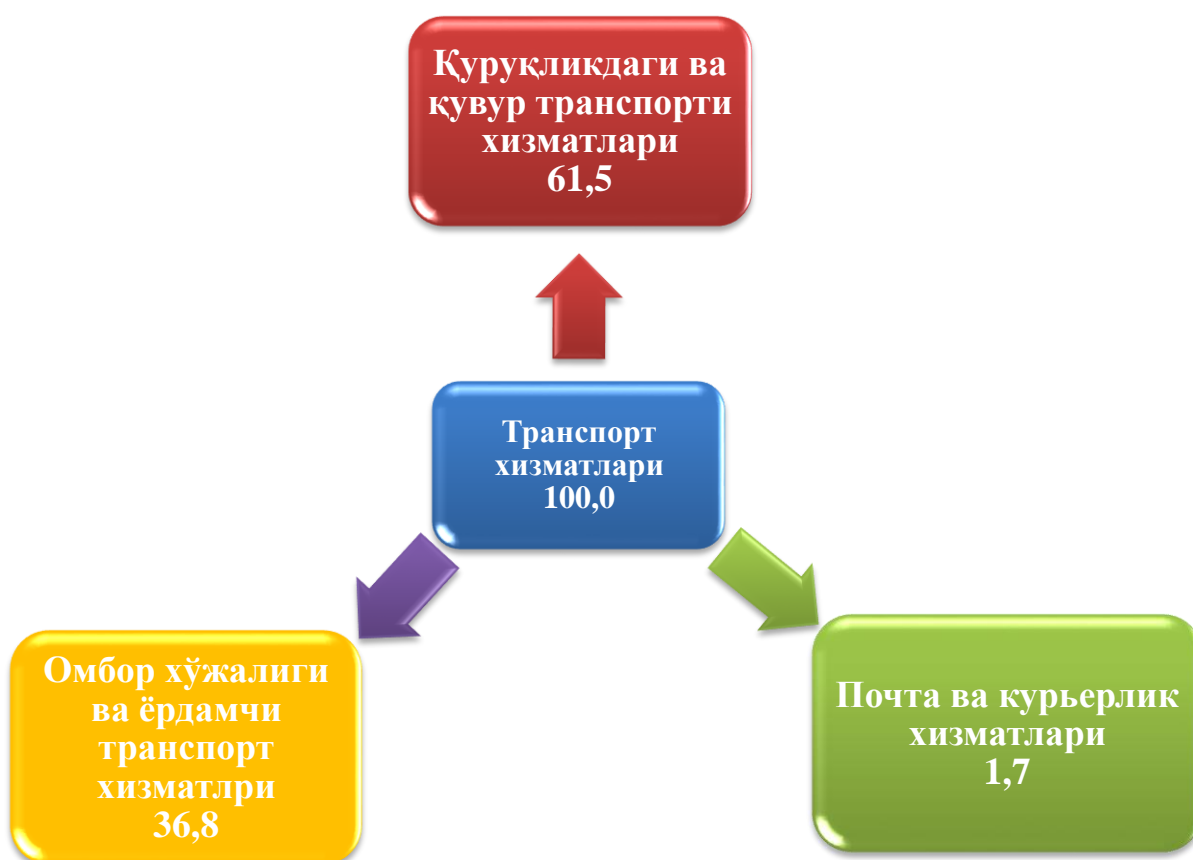 Қуруқликдаги ва
қувур транспорти
хизматлари
61,5
Транспорт
хизматлари
100,0
Омбор хўжалиги
ва ёрдамчи
транспорт
хизматлри
36,8
Почта ва курьерлик
хизматлари
1,7